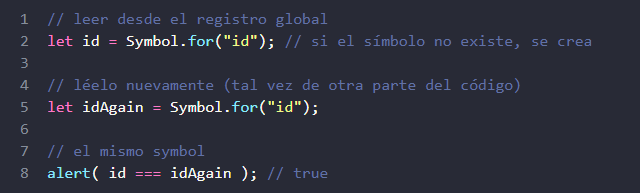 1 // leer desde el registro global
2 let id = Symbol.for("id"); // si el símbolo no existe, se crea
3
4 // léelo nuevamente (tal vez de otra parte del código)
5 let idAgain = Symbol.for("id");
6
7 // el mismo symbol
8 alert( id === idAgain ); // true